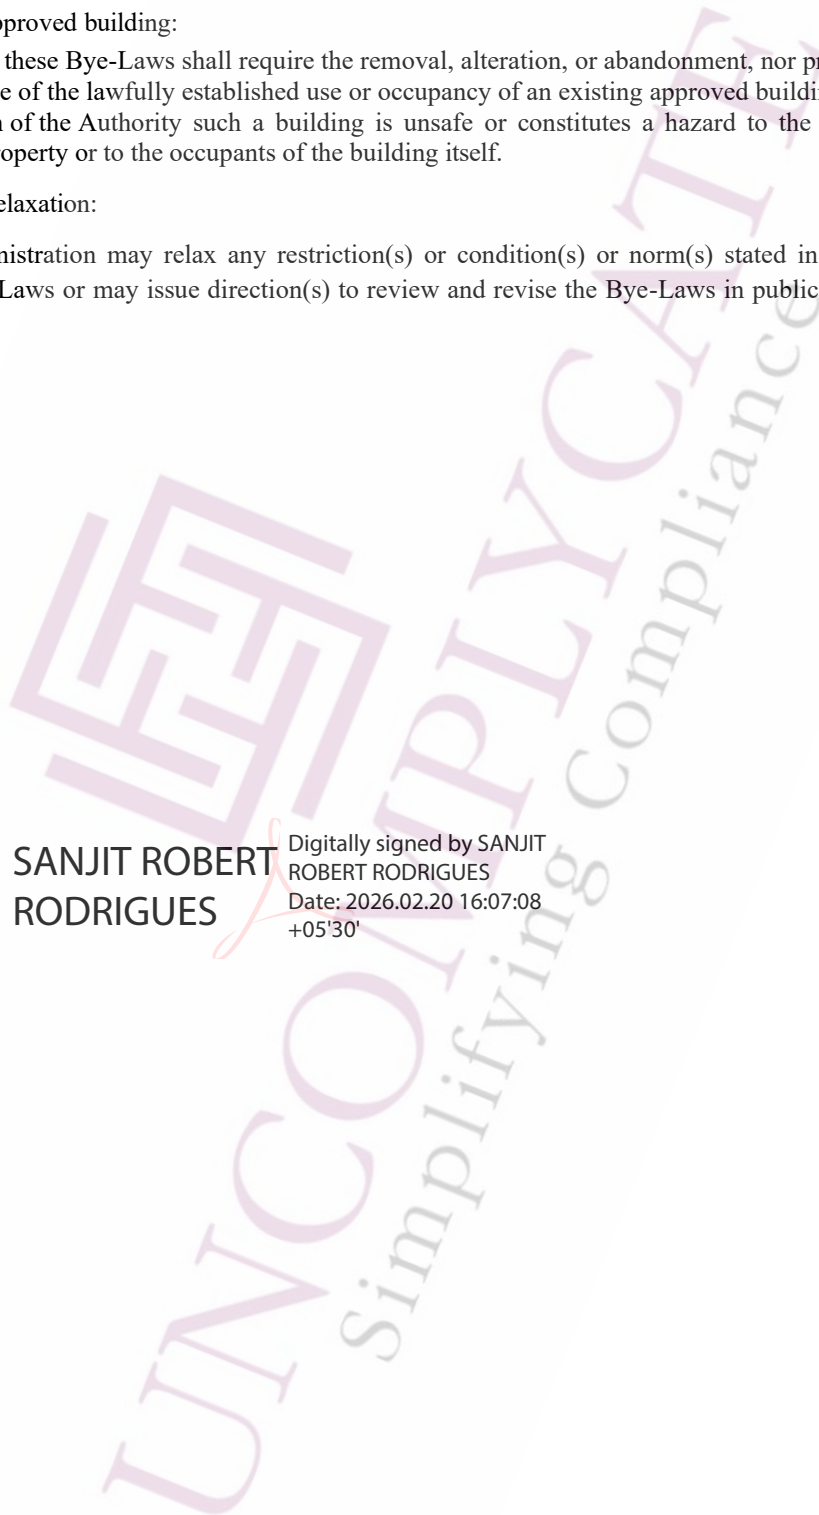 pproved building:
these Bye-Laws shall require the removal, alteration, or abandonment, nor pr
e of the lawfully established use or occupancy of an existing approved buildin
n of the Authority such a building is unsafe or constitutes a hazard to the
roperty or to the occupants of the building itself.
elaxation:
nistration may relax any restriction(s) or condition(s) or norm(s) stated in
Laws or may issue direction(s) to review and revise the Bye-Laws in public
SANJIT ROBERT
RODRIGUES
Digitally signed by SANJIT
ROBERT RODRIGUES
Date: 2026.02.20 16:07:08
+05'30'
UNCOMPLYCATE
Simplifying Compliance